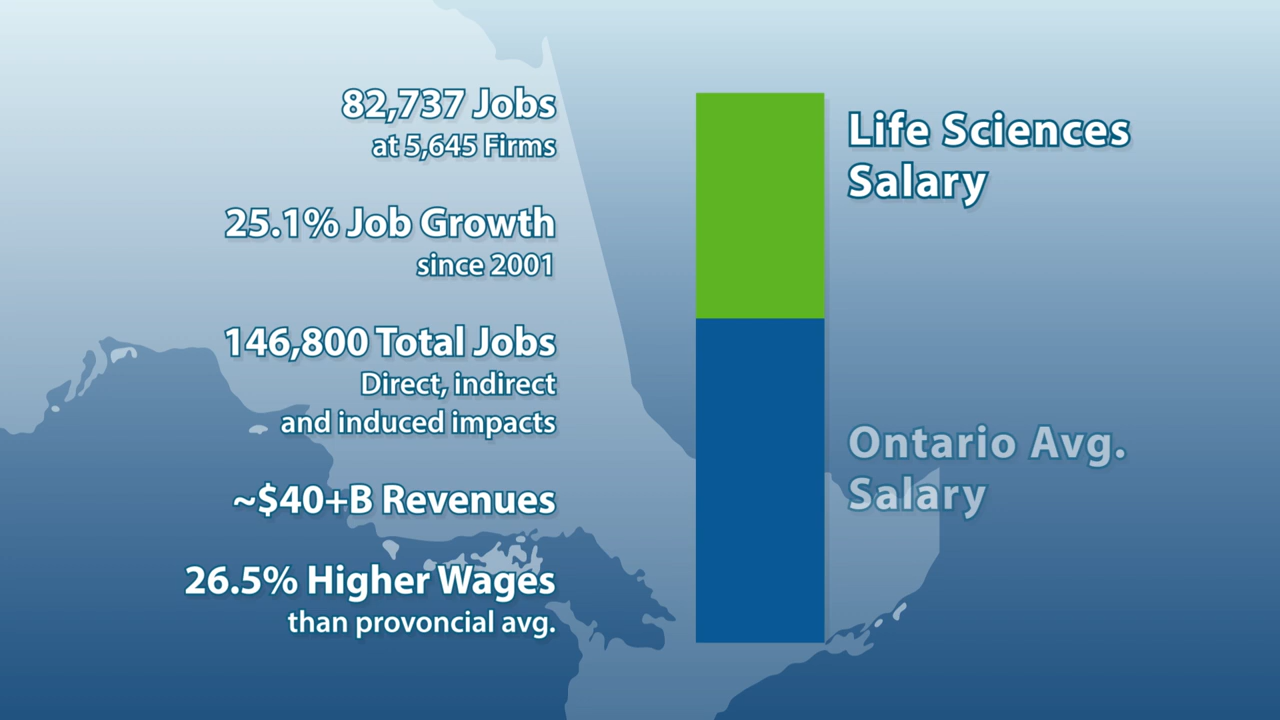 82,737 Jobs
at 5,645 Firms
25.1% Job Growth
since 2001
146,800 Total Jobs
Direct, indirect
and induced impacts
~$40+B Revenues
26.5% Higher Wages
than provoncial avg.
Life Sciences
Salary
Ontario Avg.
Salary